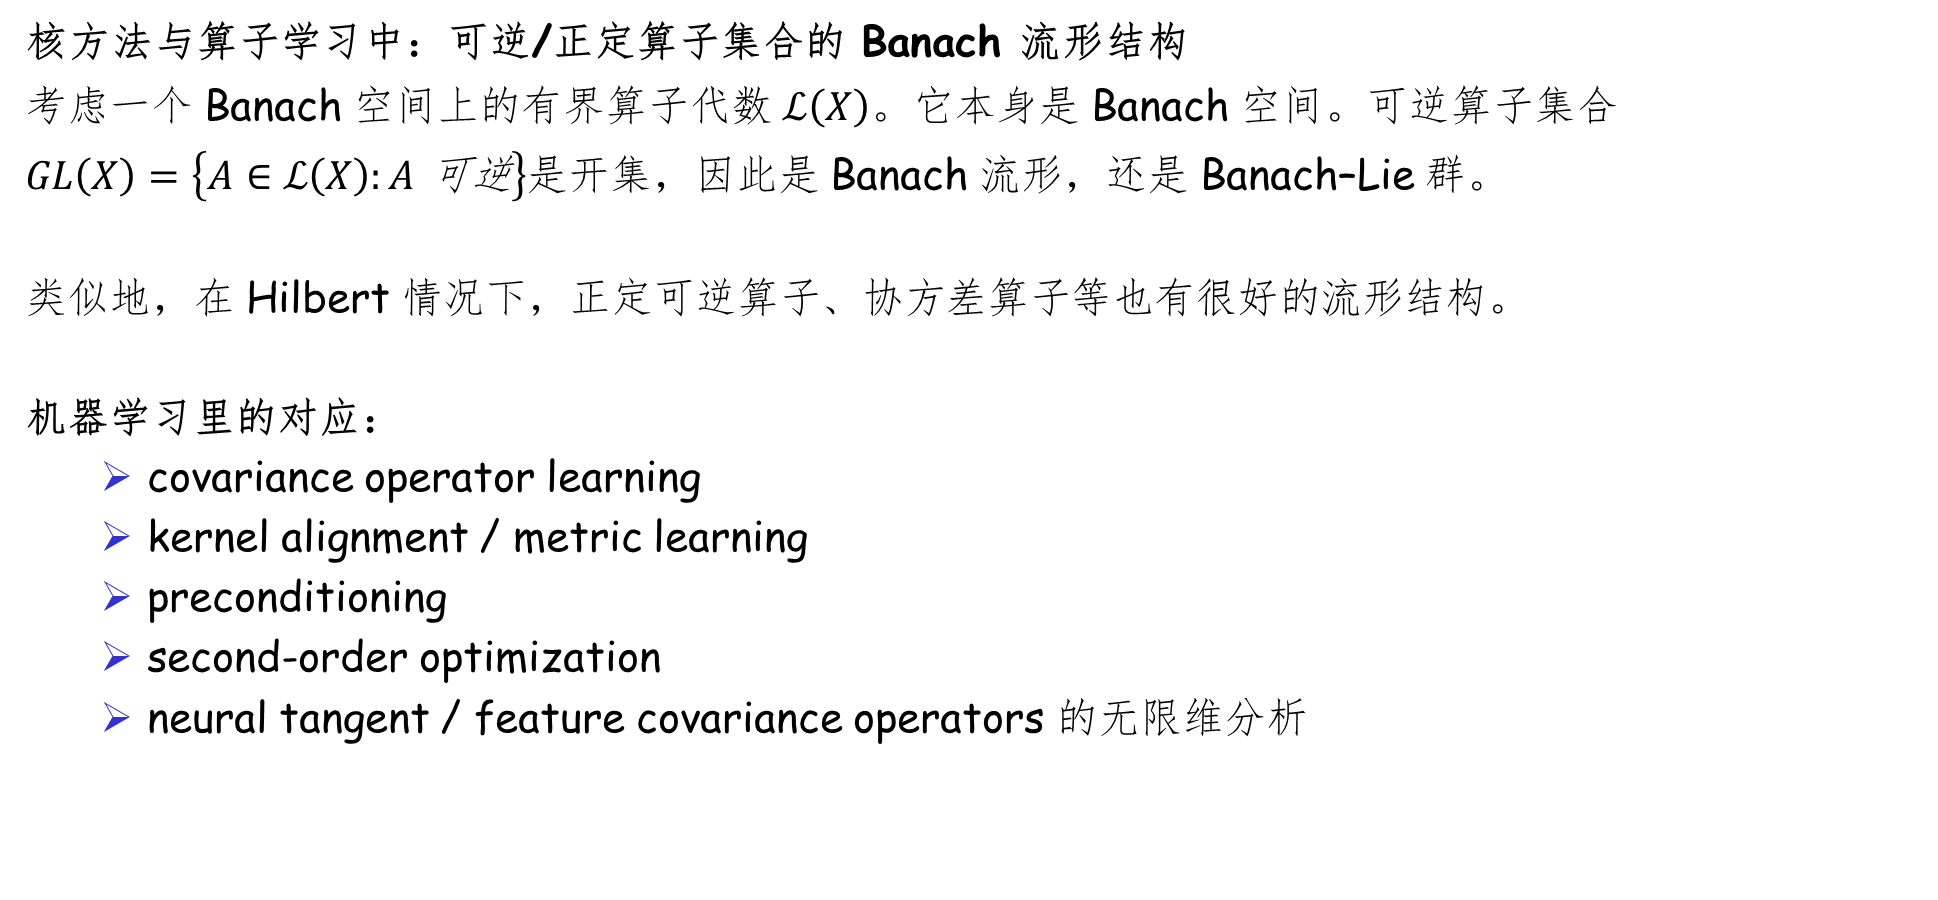 核方法与算子学习中：可逆/正定算子集合的 Banach 流形结构
考虑一个 Banach 空间上的有界算子代数 ℒ(X)。它本身是 Banach 空间。可逆算子集合
GL(X) = {A ∈ ℒ(X): A 可逆}是开集，因此是 Banach 流形，还是 Banach–Lie 群。
类似地，在 Hilbert 情况下，正定可逆算子、协方差算子等也有很好的流形结构。
机器学习里的对应：
➢ covariance operator learning
➢ kernel alignment / metric learning
➢ preconditioning
➢ second-order optimization
➢ neural tangent / feature covariance operators 的无限维分析